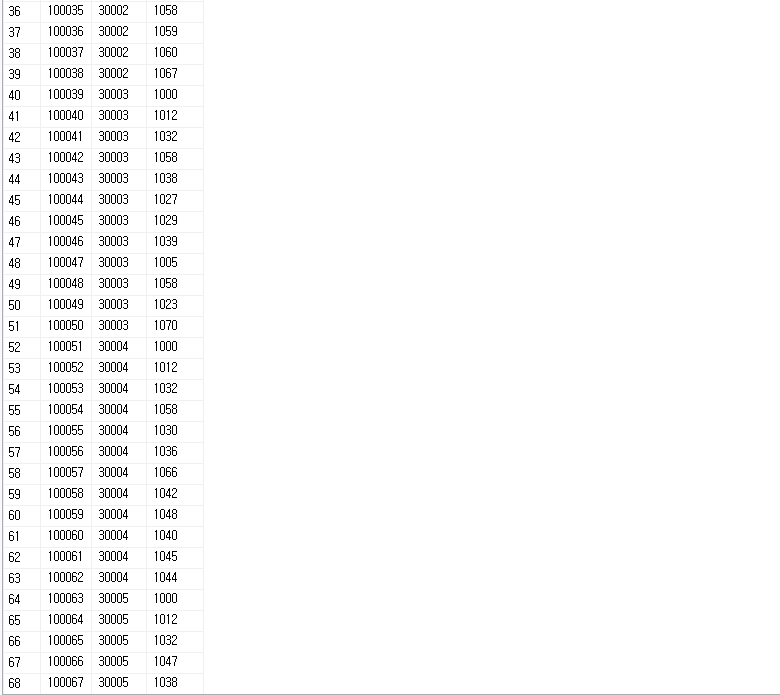 36 100035 30002 1058
37 100036 30002 1059
38 100037 30002 1060
39 100038 30002 1067
40 100039 30003 1000
41 100040 30003 1012
42 100041 30003 1032
43 100042 30003 1058
44 100043 30003 1038
45 100044 30003 1027
46 100045 30003 1029
47 100046 30003 1039
48 100047 30003 1005
49 100048 30003 1058
50 100049 30003 1023
51 100050 30003 1070
52 100051 30004 1000
53 100052 30004 1012
54 100053 30004 1032
55 100054 30004 1058
56 100055 30004 1030
57 100056 30004 1036
58 100057 30004 1066
59 100058 30004 1042
60 100059 30004 1048
61 100060 30004 1040
62 100061 30004 1045
63 100062 30004 1044
64 100063 30005 1000
65 100064 30005 1012
66 100065 30005 1032
67 100066 30005 1047
68 100067 30005 1038